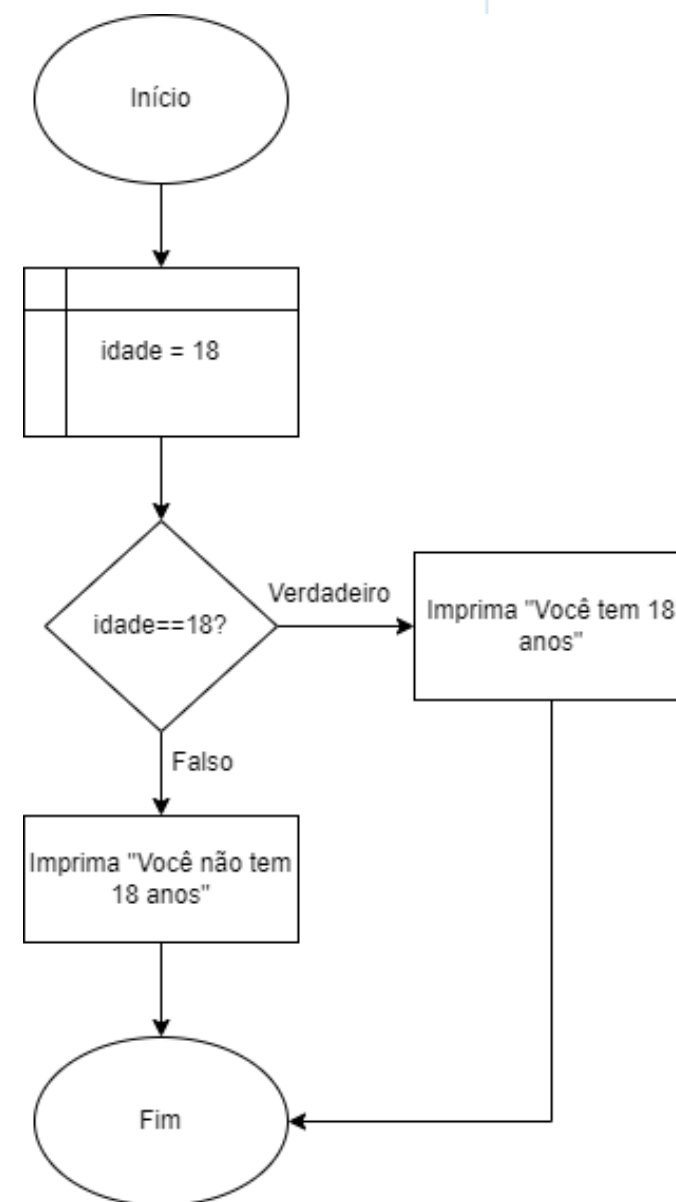 Início
idade = 18
idade==18?
Verdadeiro
Imprima "Você tem 18
anos"
Falso
Imprima "Você não tem
18 anos"
Fim